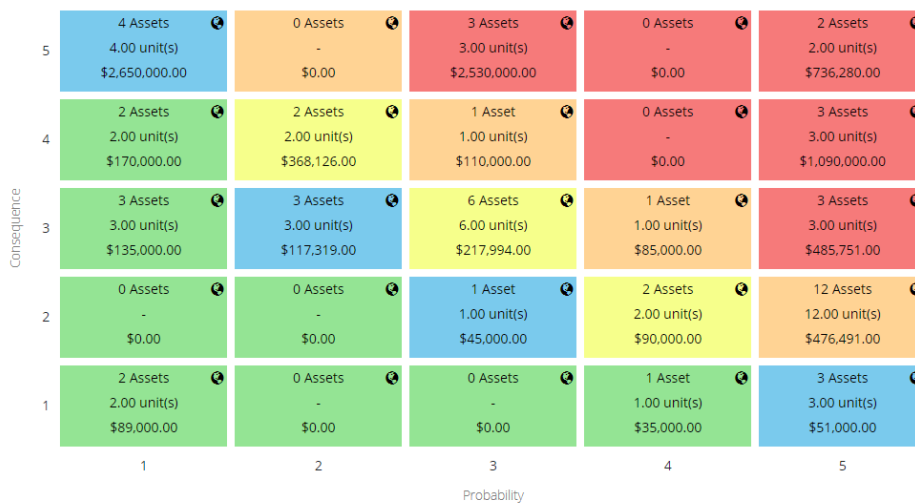 4 Assets
4.00 unit(s)
$2,650,000.00
0 Assets
-
$0.00
3 Assets
3.00 unit(s)
$2,530,000.00
0 Assets
-
$0.00
2 Assets
2.00 unit(s)
$736,280.00
5
2 Assets
2.00 unit(s)
$170,000.00
2 Assets
2.00 unit(s)
$368,126.00
1 Asset
1.00 unit(s)
$110,000.00
0 Assets
-
$0.00
3 Assets
3.00 unit(s)
$1,090,000.00
4
3 Assets
3.00 unit(s)
$135,000.00
3 Assets
3.00 unit(s)
$117,319.00
6 Assets
6.00 unit(s)
$217,994.00
1 Asset
1.00 unit(s)
$85,000.00
3 Assets
3.00 unit(s)
$485,751.00
3
Consequence
0 Assets
-
$0.00
0 Assets
-
$0.00
1 Asset
1.00 unit(s)
$45,000.00
2 Assets
2.00 unit(s)
$90,000.00
12 Assets
12.00 unit(s)
$476,491.00
2
2 Assets
2.00 unit(s)
$89,000.00
0 Assets
-
$0.00
0 Assets
-
$0.00
1 Asset
1.00 unit(s)
$35,000.00
3 Assets
3.00 unit(s)
$51,000.00
1
1 2 3 4 5
Probability